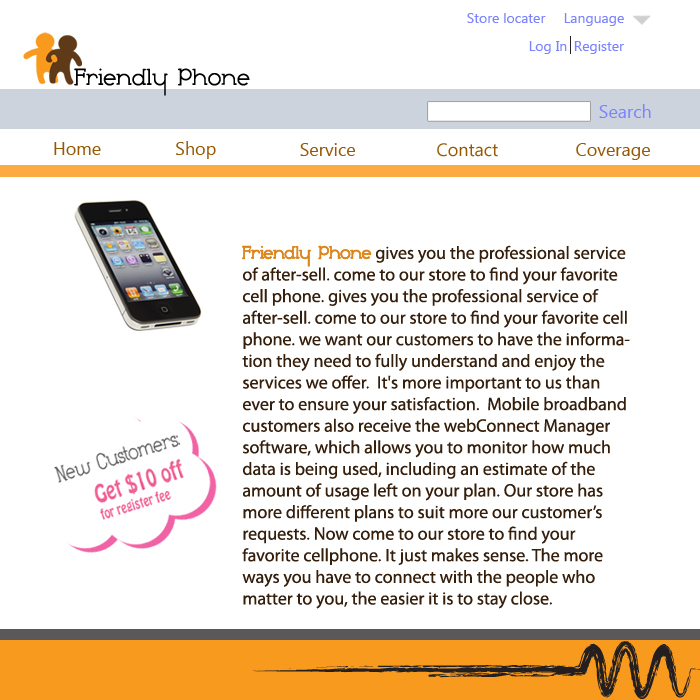 Store locater Language
Log In Register
Friendly Phone
Search
Home Shop Service Contact Coverage
Friendly Phone gives you the professional service
of after-sell. come to our store to find your favorite
cell phone. gives you the professional service of
after-sell. come to our store to find your favorite cell
phone. we want our customers to have the informa-
tion they need to fully understand and enjoy the
services we offer.  It's more important to us than
ever to ensure your satisfaction.  Mobile broadband
customers also receive the webConnect Manager
software, which allows you to monitor how much
data is being used, including an estimate of the
amount of usage left on your plan. Our store has
more different plans to suit more our customer’s
requests. Now come to our store to find your
favorite cellphone. It just makes sense. The more
ways you have to connect with the people who
matter to you, the easier it is to stay close.
New Customers:
Get $10 off
for register fee